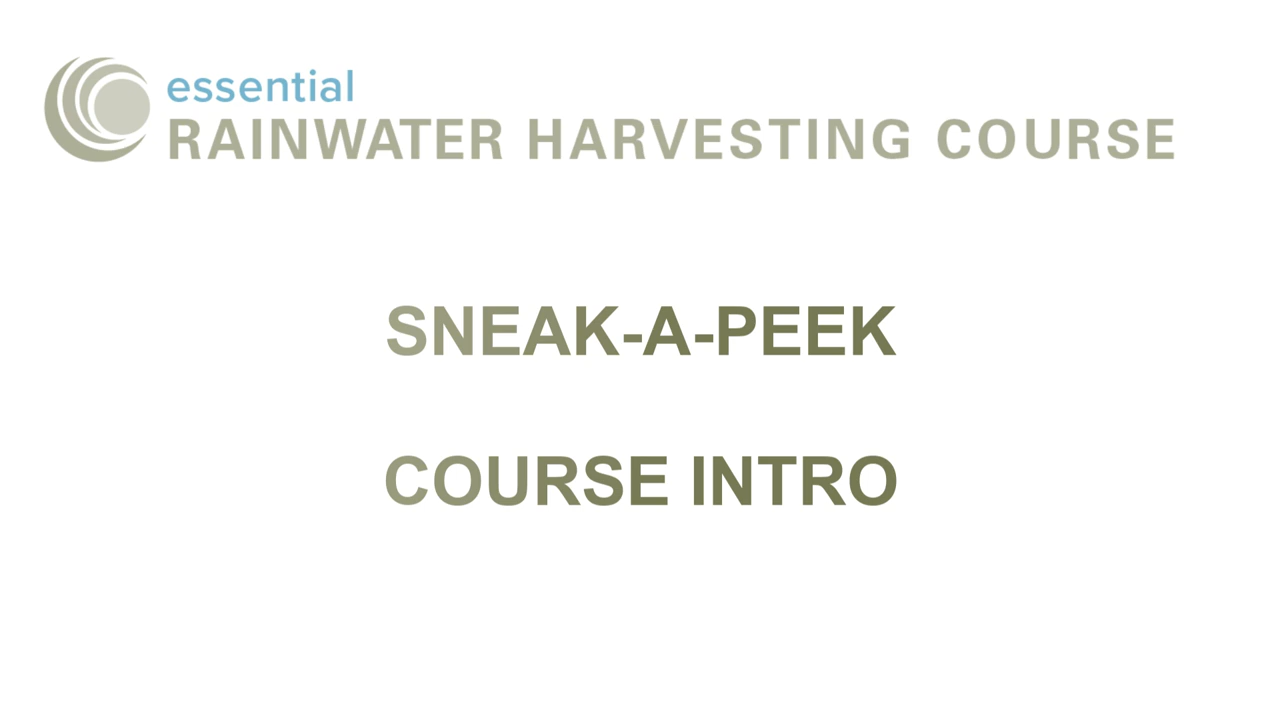 essential
RAINWATER HARVESTING COURSE
SNEAK-A-PEEK
COURSE INTRO